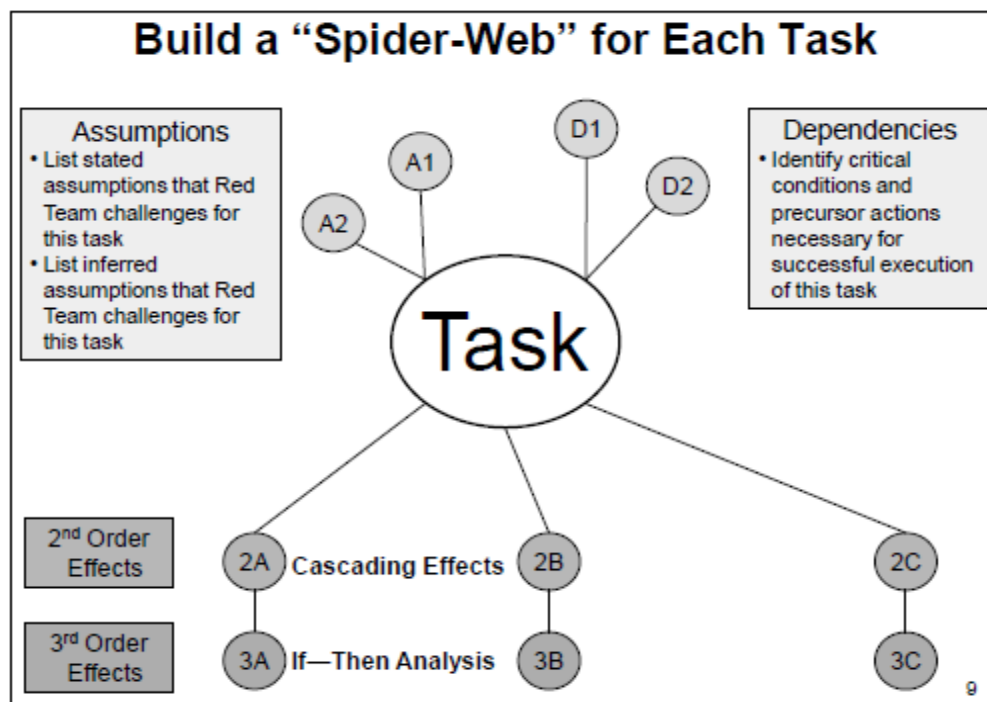 Build a “Spider-Web” for Each Task
Assumptions
• List stated
assumptions that Red
Team challenges for
this task
• List inferred
assumptions that Red
Team challenges for
this task
A2
A1
D1
D2
Dependencies
• Identify critical
conditions and
precursor actions
necessary for
successful execution
of this task
Task
2nd Order
Effects
2A
Cascading Effects
2B
2C
3rd Order
Effects
3A
If—Then Analysis
3B
3C
9